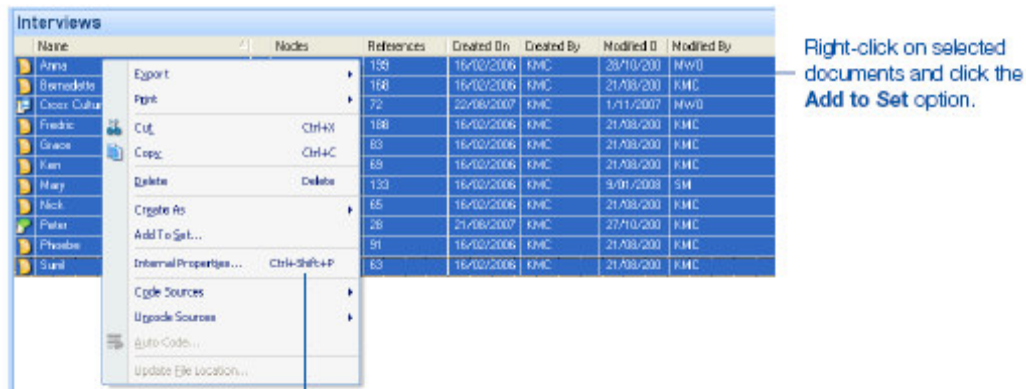 Interviews
Name Nodes References Created On Created By Modified O Modified By
Anna 199 16/02/2006 KMC 28/10/200 MWO
Bernadette 168 16/02/2006 KMC 21/08/200 KMC
Cross Cultur 72 22/08/2007 KMC 1/11/2007 MWO
Fredric 188 16/02/2006 KMC 21/08/200 KMC
Grace 83 16/02/2006 KMC 21/08/200 KMC
Ken 69 16/02/2006 KMC 21/08/200 KMC
Mary 133 16/02/2006 KMC 9/01/2008 SM
Nick 65 16/02/2006 KMC 21/08/200 KMC
Peter 28 21/08/2007 KMC 27/10/200 KMC
Phoebe 91 16/02/2006 KMC 21/08/200 KMC
Sunil 63 16/02/2006 KMC 21/08/200 KMC
Export
Print
Cut Ctrl+X
Copy Ctrl+C
Delete Delete
Create As
Add To Set...
Internal Properties... Ctrl+Shift+P
Code Sources
Uncode Sources
Auto Code...
Update File Location...
Right-click on selected
documents and click the
Add to Set option.